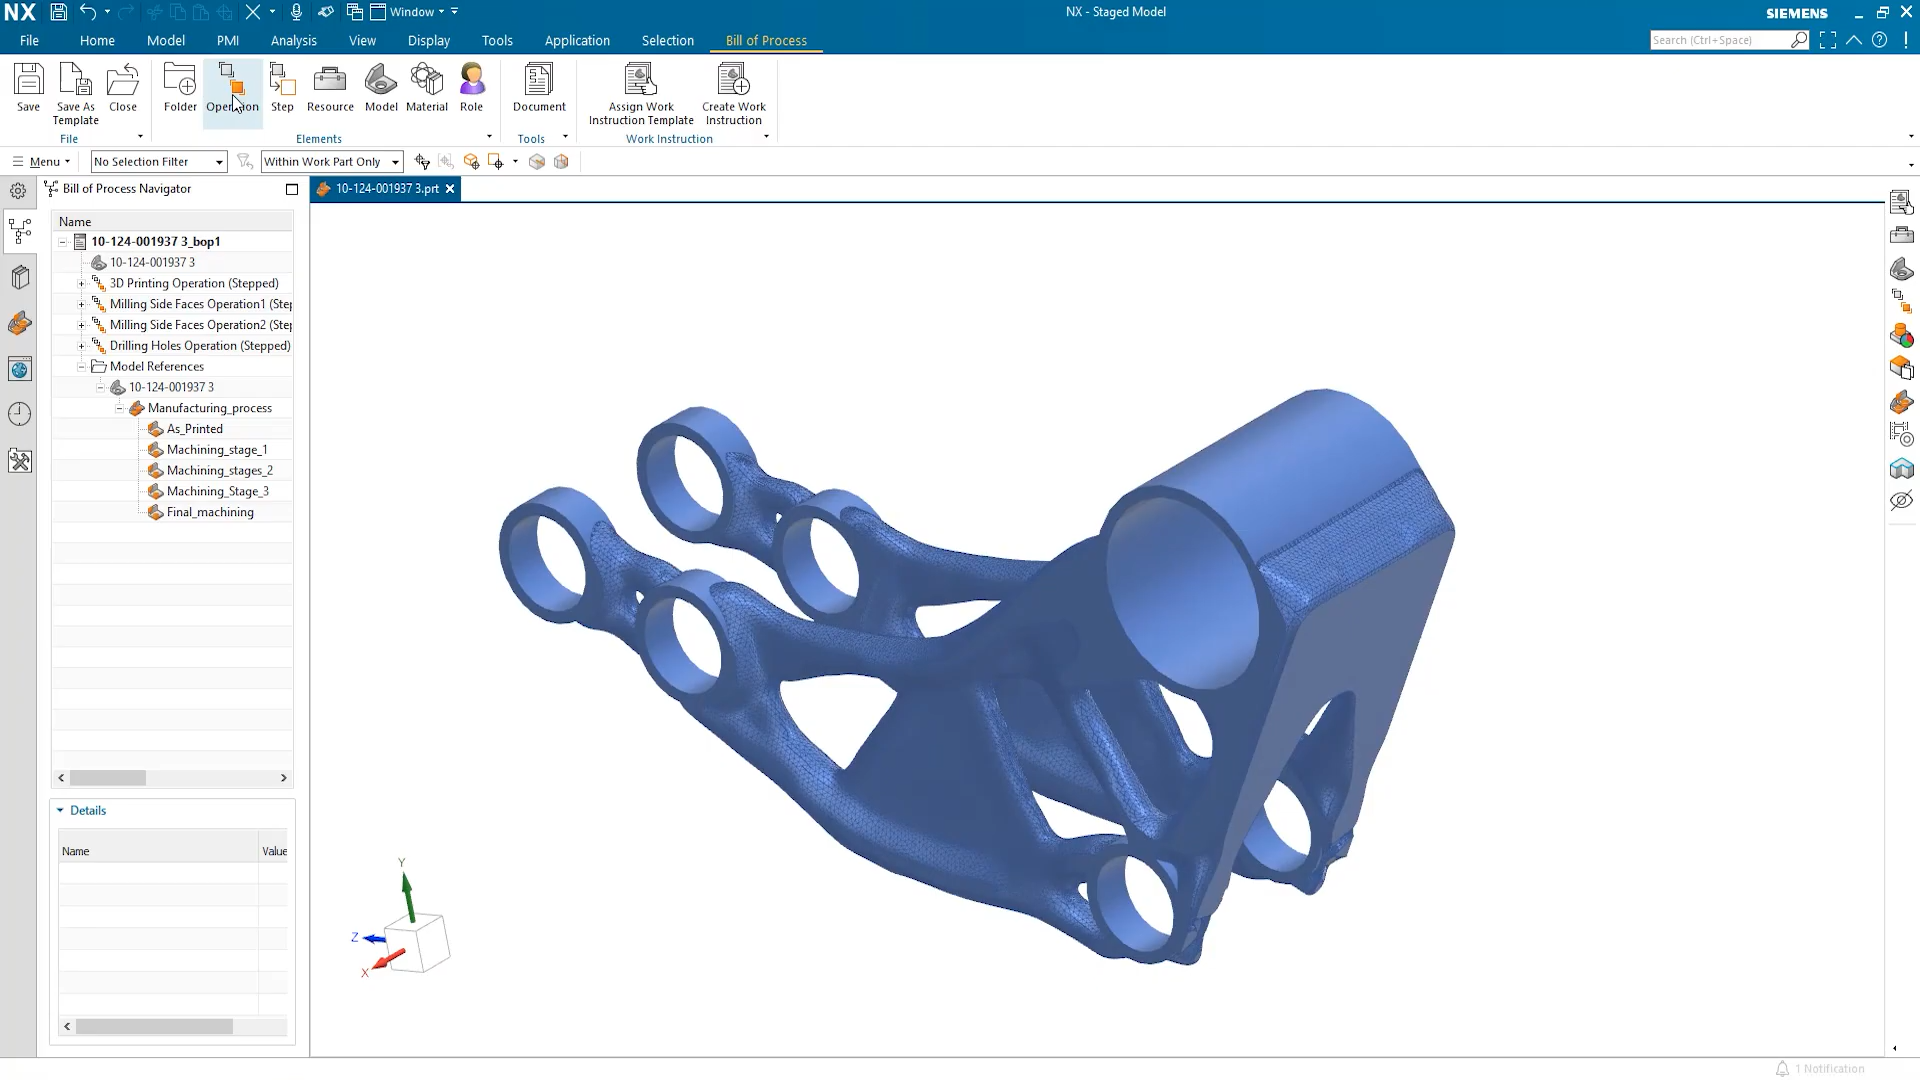 NX
Window
NX - Staged Model
SIEMENS
File
Home
Model
PMI
Analysis
View
Display
Tools
Application
Selection
Bill of Process
Search (Ctrl+Space)
Save
Save As Template
Close
Folder
Operation
Step
Resource
Model
Material
Role
Document
Assign Work Instruction Template
Create Work Instruction
File
Elements
Tools
Work Instruction
Menu
No Selection Filter
Within Work Part Only
Bill of Process Navigator
10-124-001937 3.prt
Name
10-124-001937 3_bop1
10-124-001937 3
3D Printing Operation (Stepped)
Milling Side Faces Operation1 (Step
Milling Side Faces Operation2 (Step
Drilling Holes Operation (Stepped)
Model References
10-124-001937 3
Manufacturing_process
As_Printed
Machining_stage_1
Machining_stages_2
Machining_Stage_3
Final_machining
Details
Name
Value
Y
Z
X
1 Notification